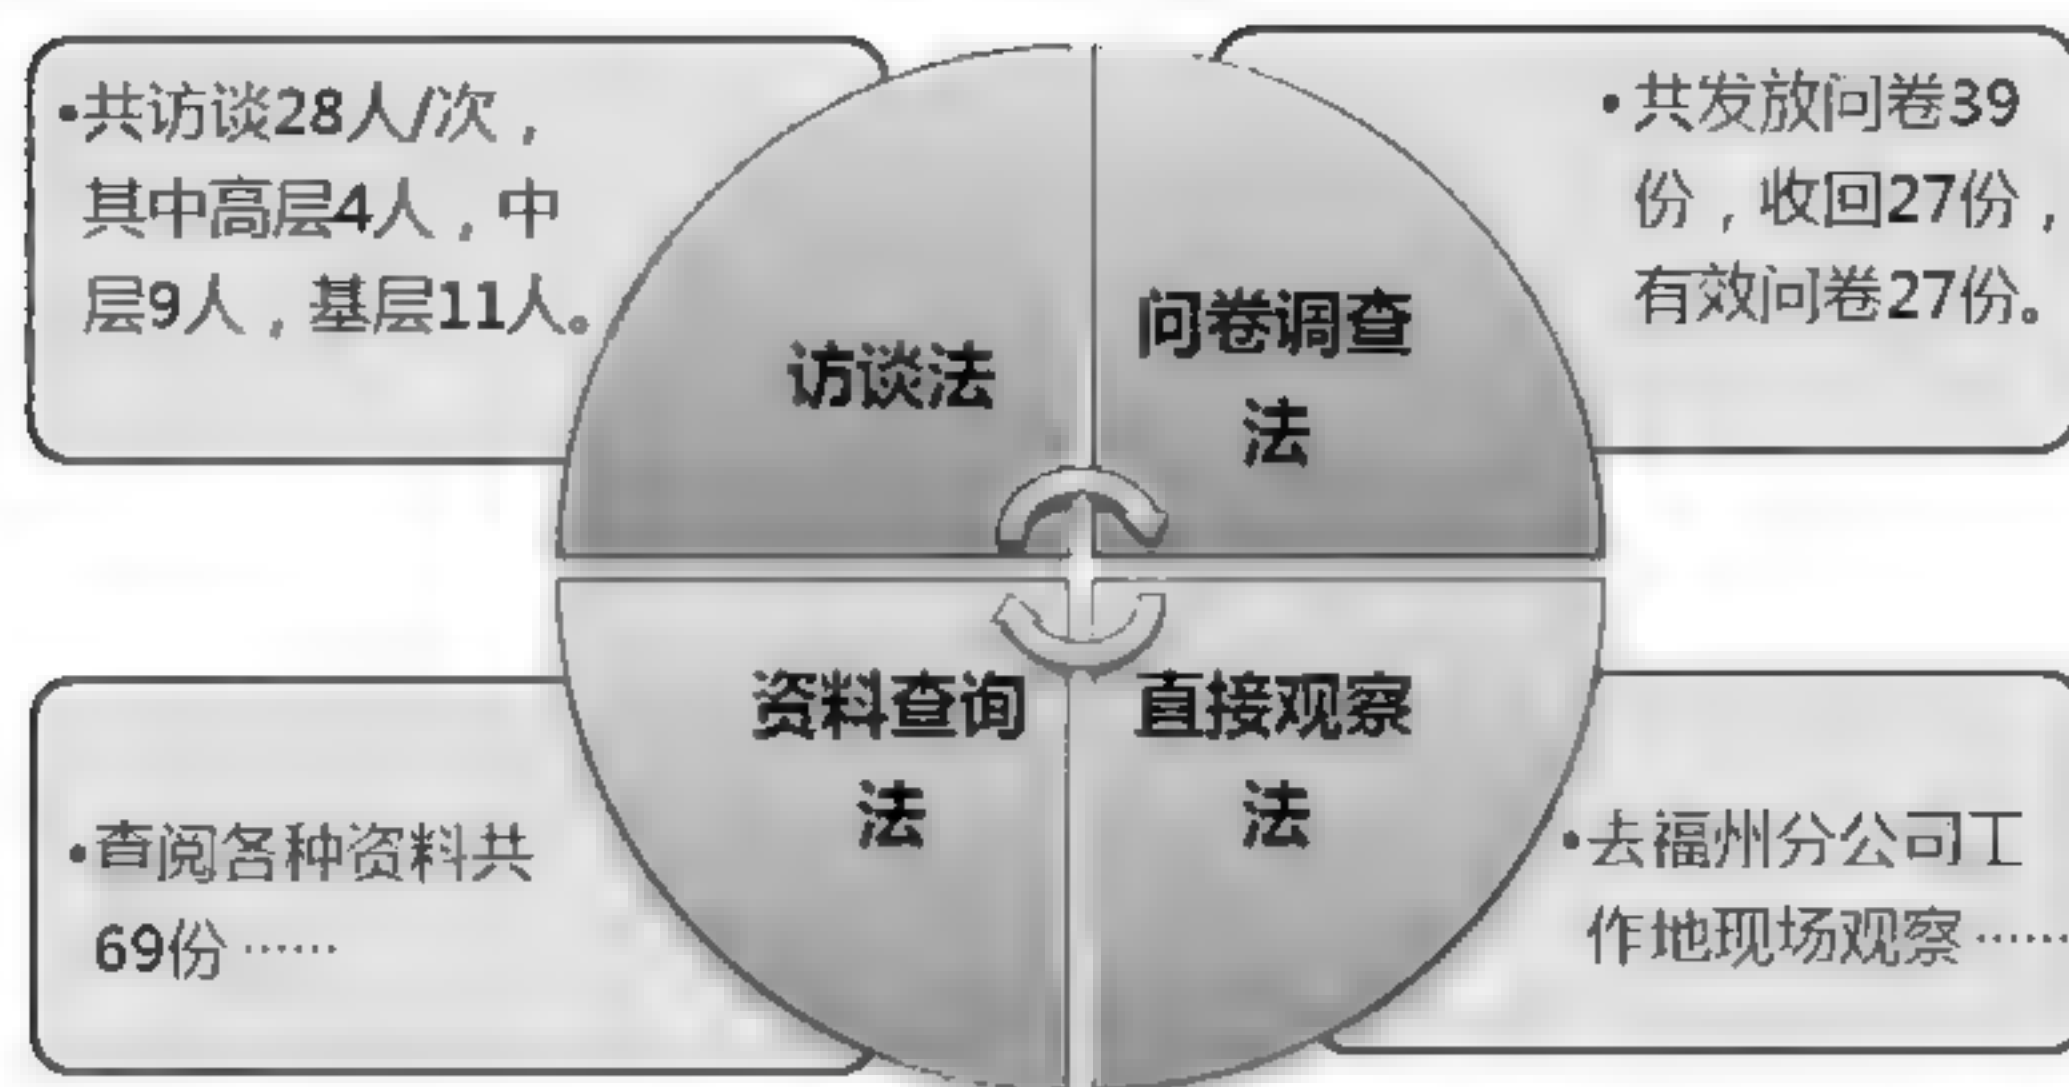 •共访谈28人/次，
其中高层4人，中
层9人，基层11人。
•共发放问卷39
份，收回27份，
有效问卷27份。
访谈法
问卷调查
法
资料查询
法
直接观察
法
•查阅各种资料共
69份……
•去福州分公司工
作地现场观察……